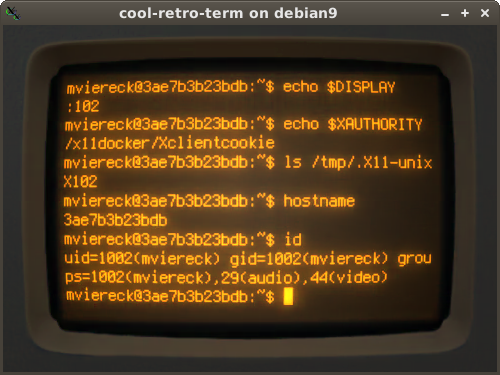 cool-retro-term on debian9
mviereck@3ae7b3b23bdb:~$ echo $DISPLAY
:102
mviereck@3ae7b3b23bdb:~$ echo $XAUTHORITY
/x11docker/Xclientcookie
mviereck@3ae7b3b23bdb:~$ ls /tmp/.X11-unix
X102
mviereck@3ae7b3b23bdb:~$ hostname
3ae7b3b23bdb
mviereck@3ae7b3b23bdb:~$ id
uid=1002(mviereck) gid=1002(mviereck) grou
ps=1002(mviereck),29(audio),44(video)
mviereck@3ae7b3b23bdb:~$